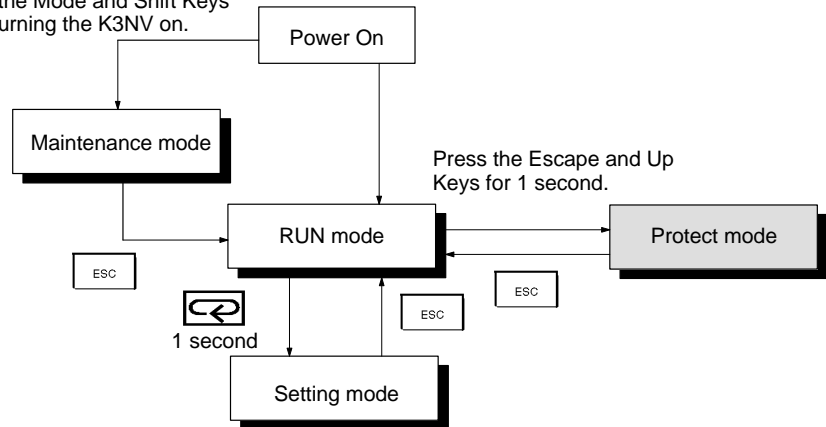 the Mode and Shift Keys
urning the K3NV on.
Power On
Maintenance mode
Press the Escape and Up
Keys for 1 second.
RUN mode
Protect mode
ESC
ESC
ESC
1 second
Setting mode